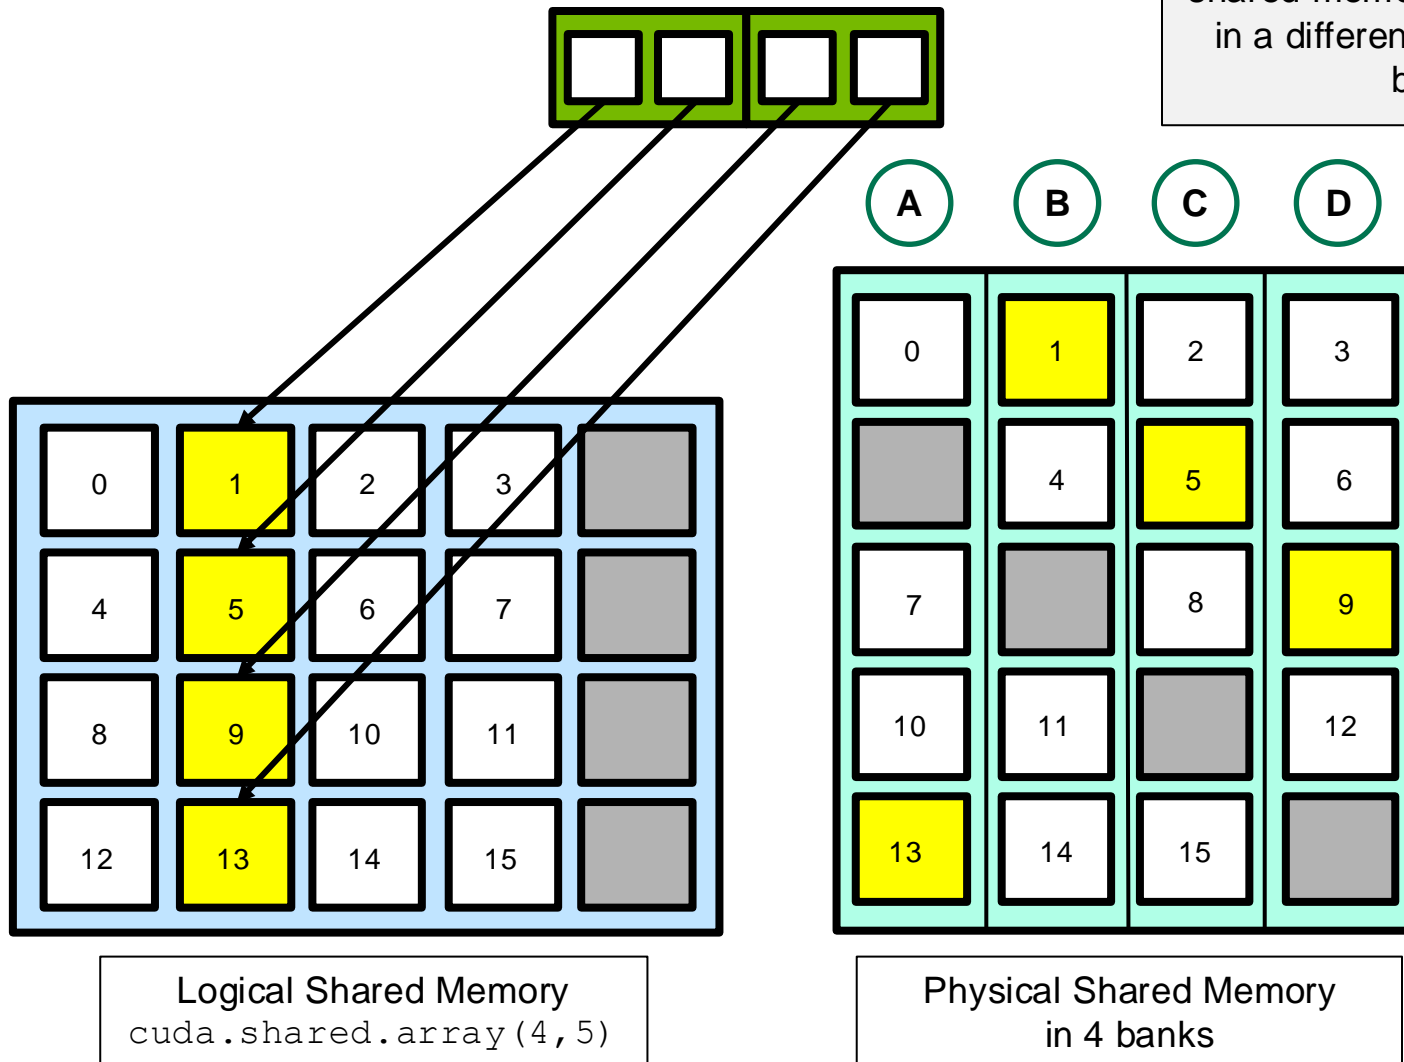 in a differen
A B C D
0 1 2 3
4 5 6
7 8 9
10 11 12
13 14 15
0 1 2 3
4 5 6 7
8 9 10 11
12 13 14 15
Logical Shared Memory
cuda.shared.array(4,5)
Physical Shared Memory
in 4 banks